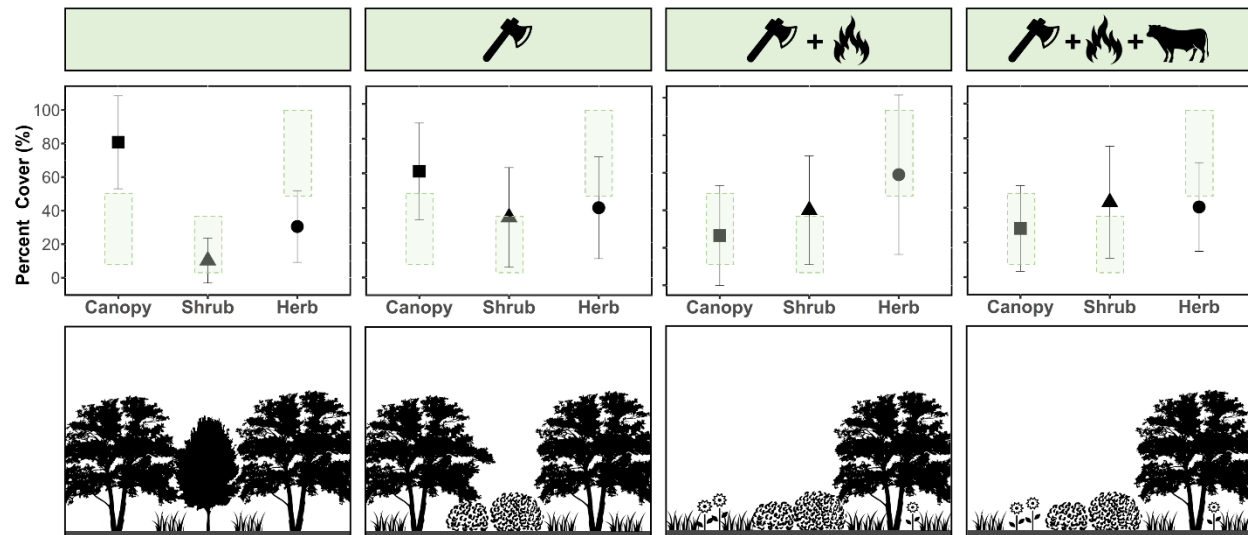 +
+ +
Percent Cover (%)
100
80
60
40
20
0
Canopy Shrub Herb
Canopy Shrub Herb
Canopy Shrub Herb
Canopy Shrub Herb